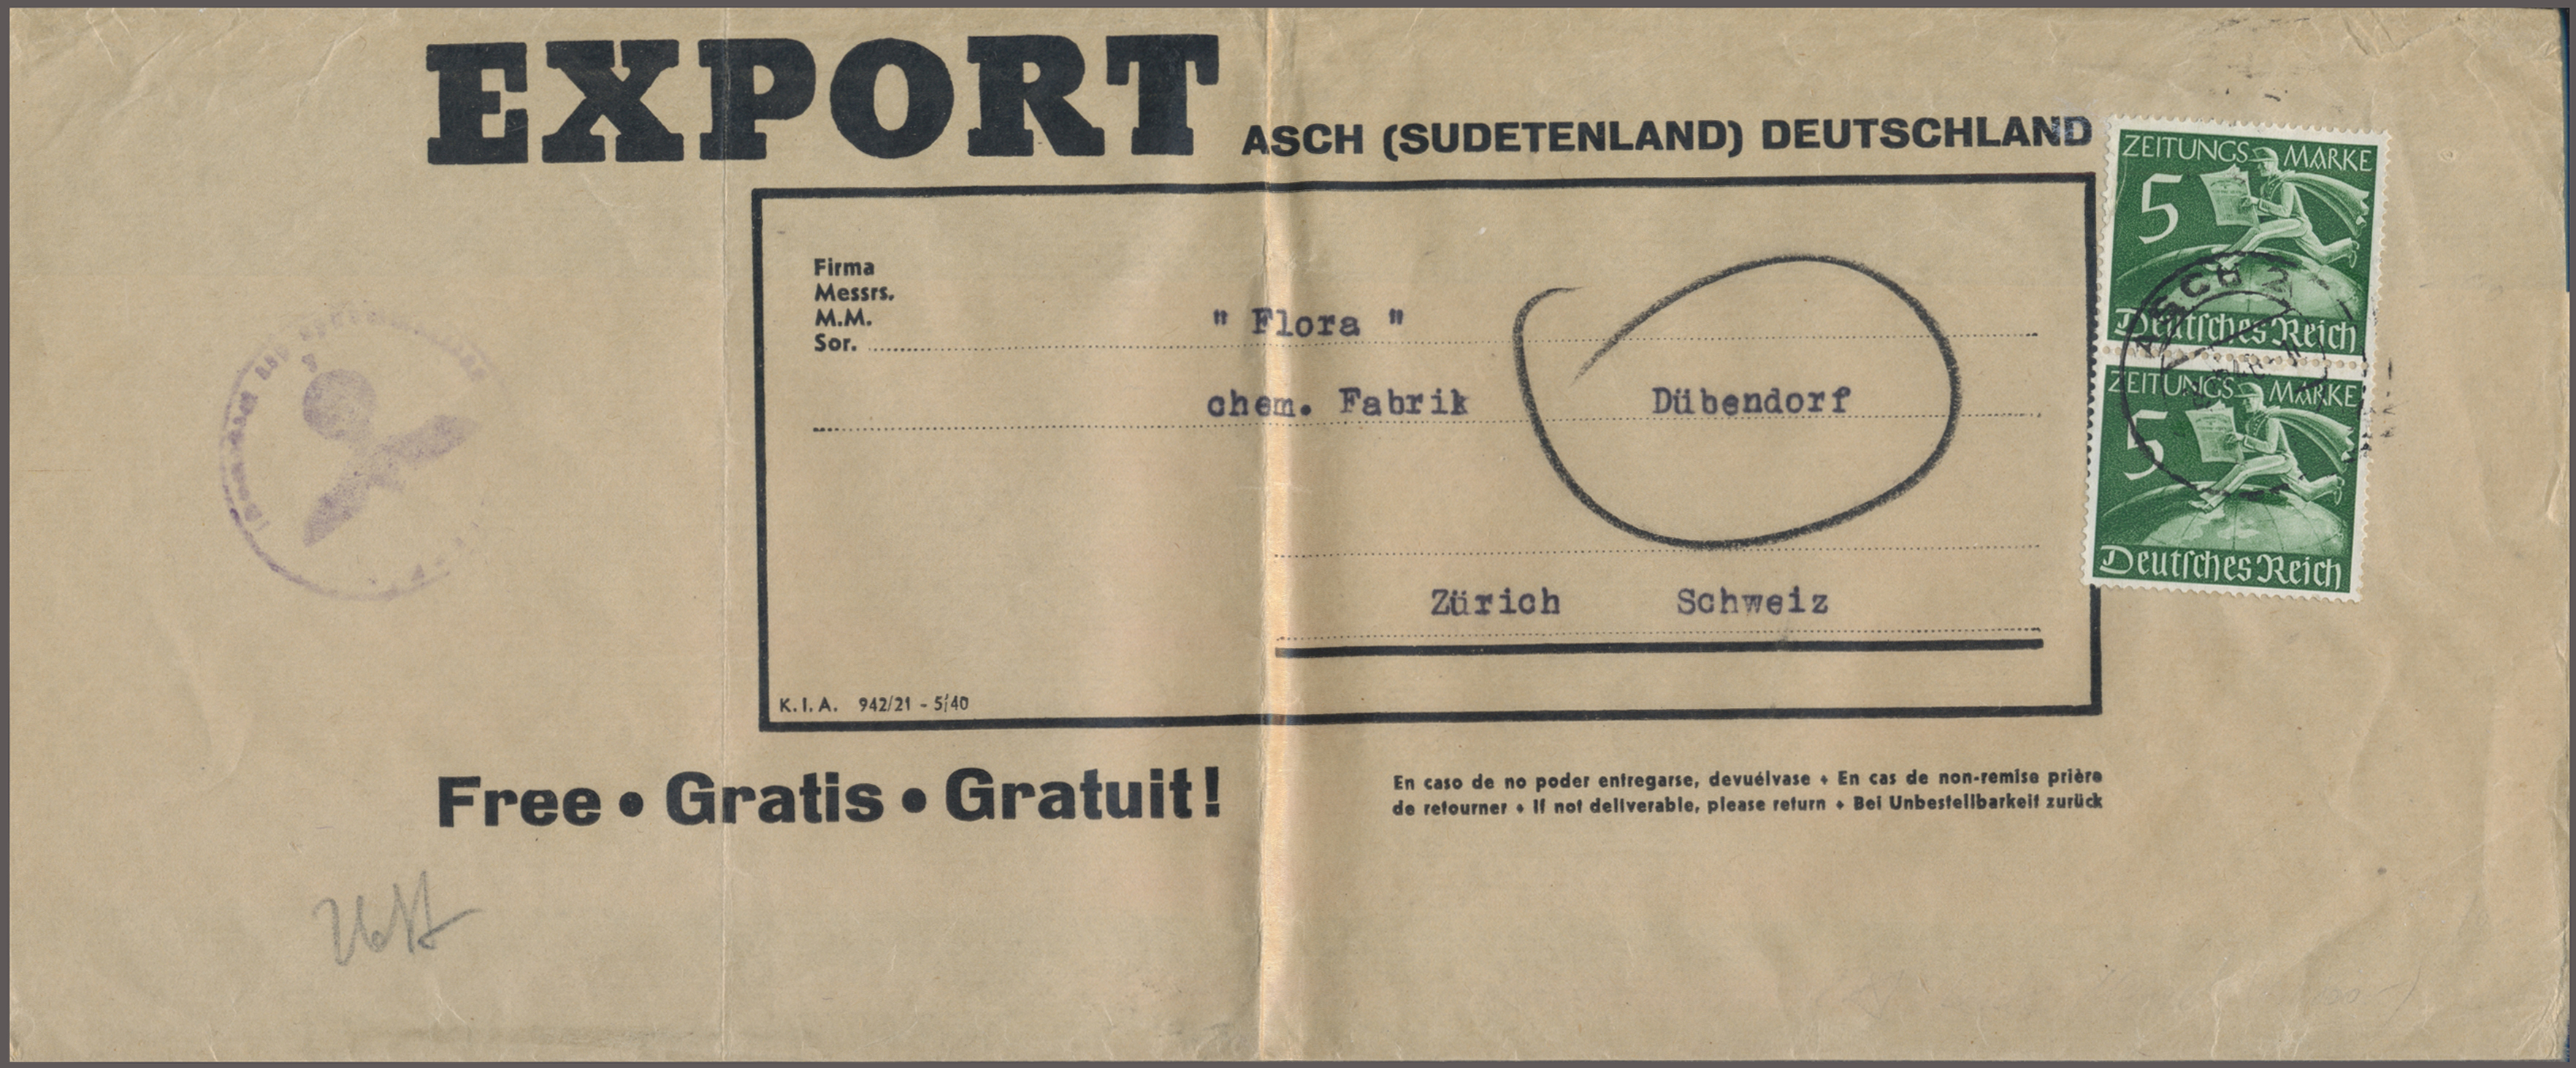 EXPORT ASCH (SUDETENLAND) DEUTSCHLAND
ZEITUNGS MARKE
5
Deutsches Reich
ZEITUNGS MARKE
5
Deutsches Reich
ASCH 2
Firma
Messrs.
M.M.
Sor.
" Flora "
chem. Fabrik Dübendorf
Zürich Schweiz
K.I.A. 942/21 - 5/40
Free • Gratis • Gratuit!
En caso de no poder entregarse, devuélvase + En cas de non-remise prière
de retourner + If not deliverable, please return + Bei Unbestellbarkeit zurück